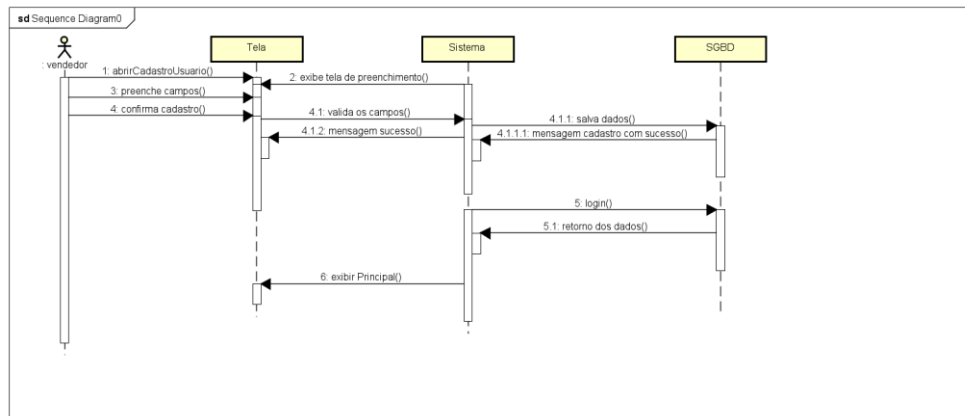 sd Sequence Diagram0
: vendedor
Tela
Sistema
SGBD
1: abrirCadastroUsuario()
2: exibe tela de preenchimento()
3: preenche campos()
4: confirma cadastro()
4.1: valida os campos()
4.1.1: salva dados()
4.1.2: mensagem sucesso()
4.1.1.1: mensagem cadastro com sucesso()
5: login()
5.1: retorno dos dados()
6: exibir Principal()